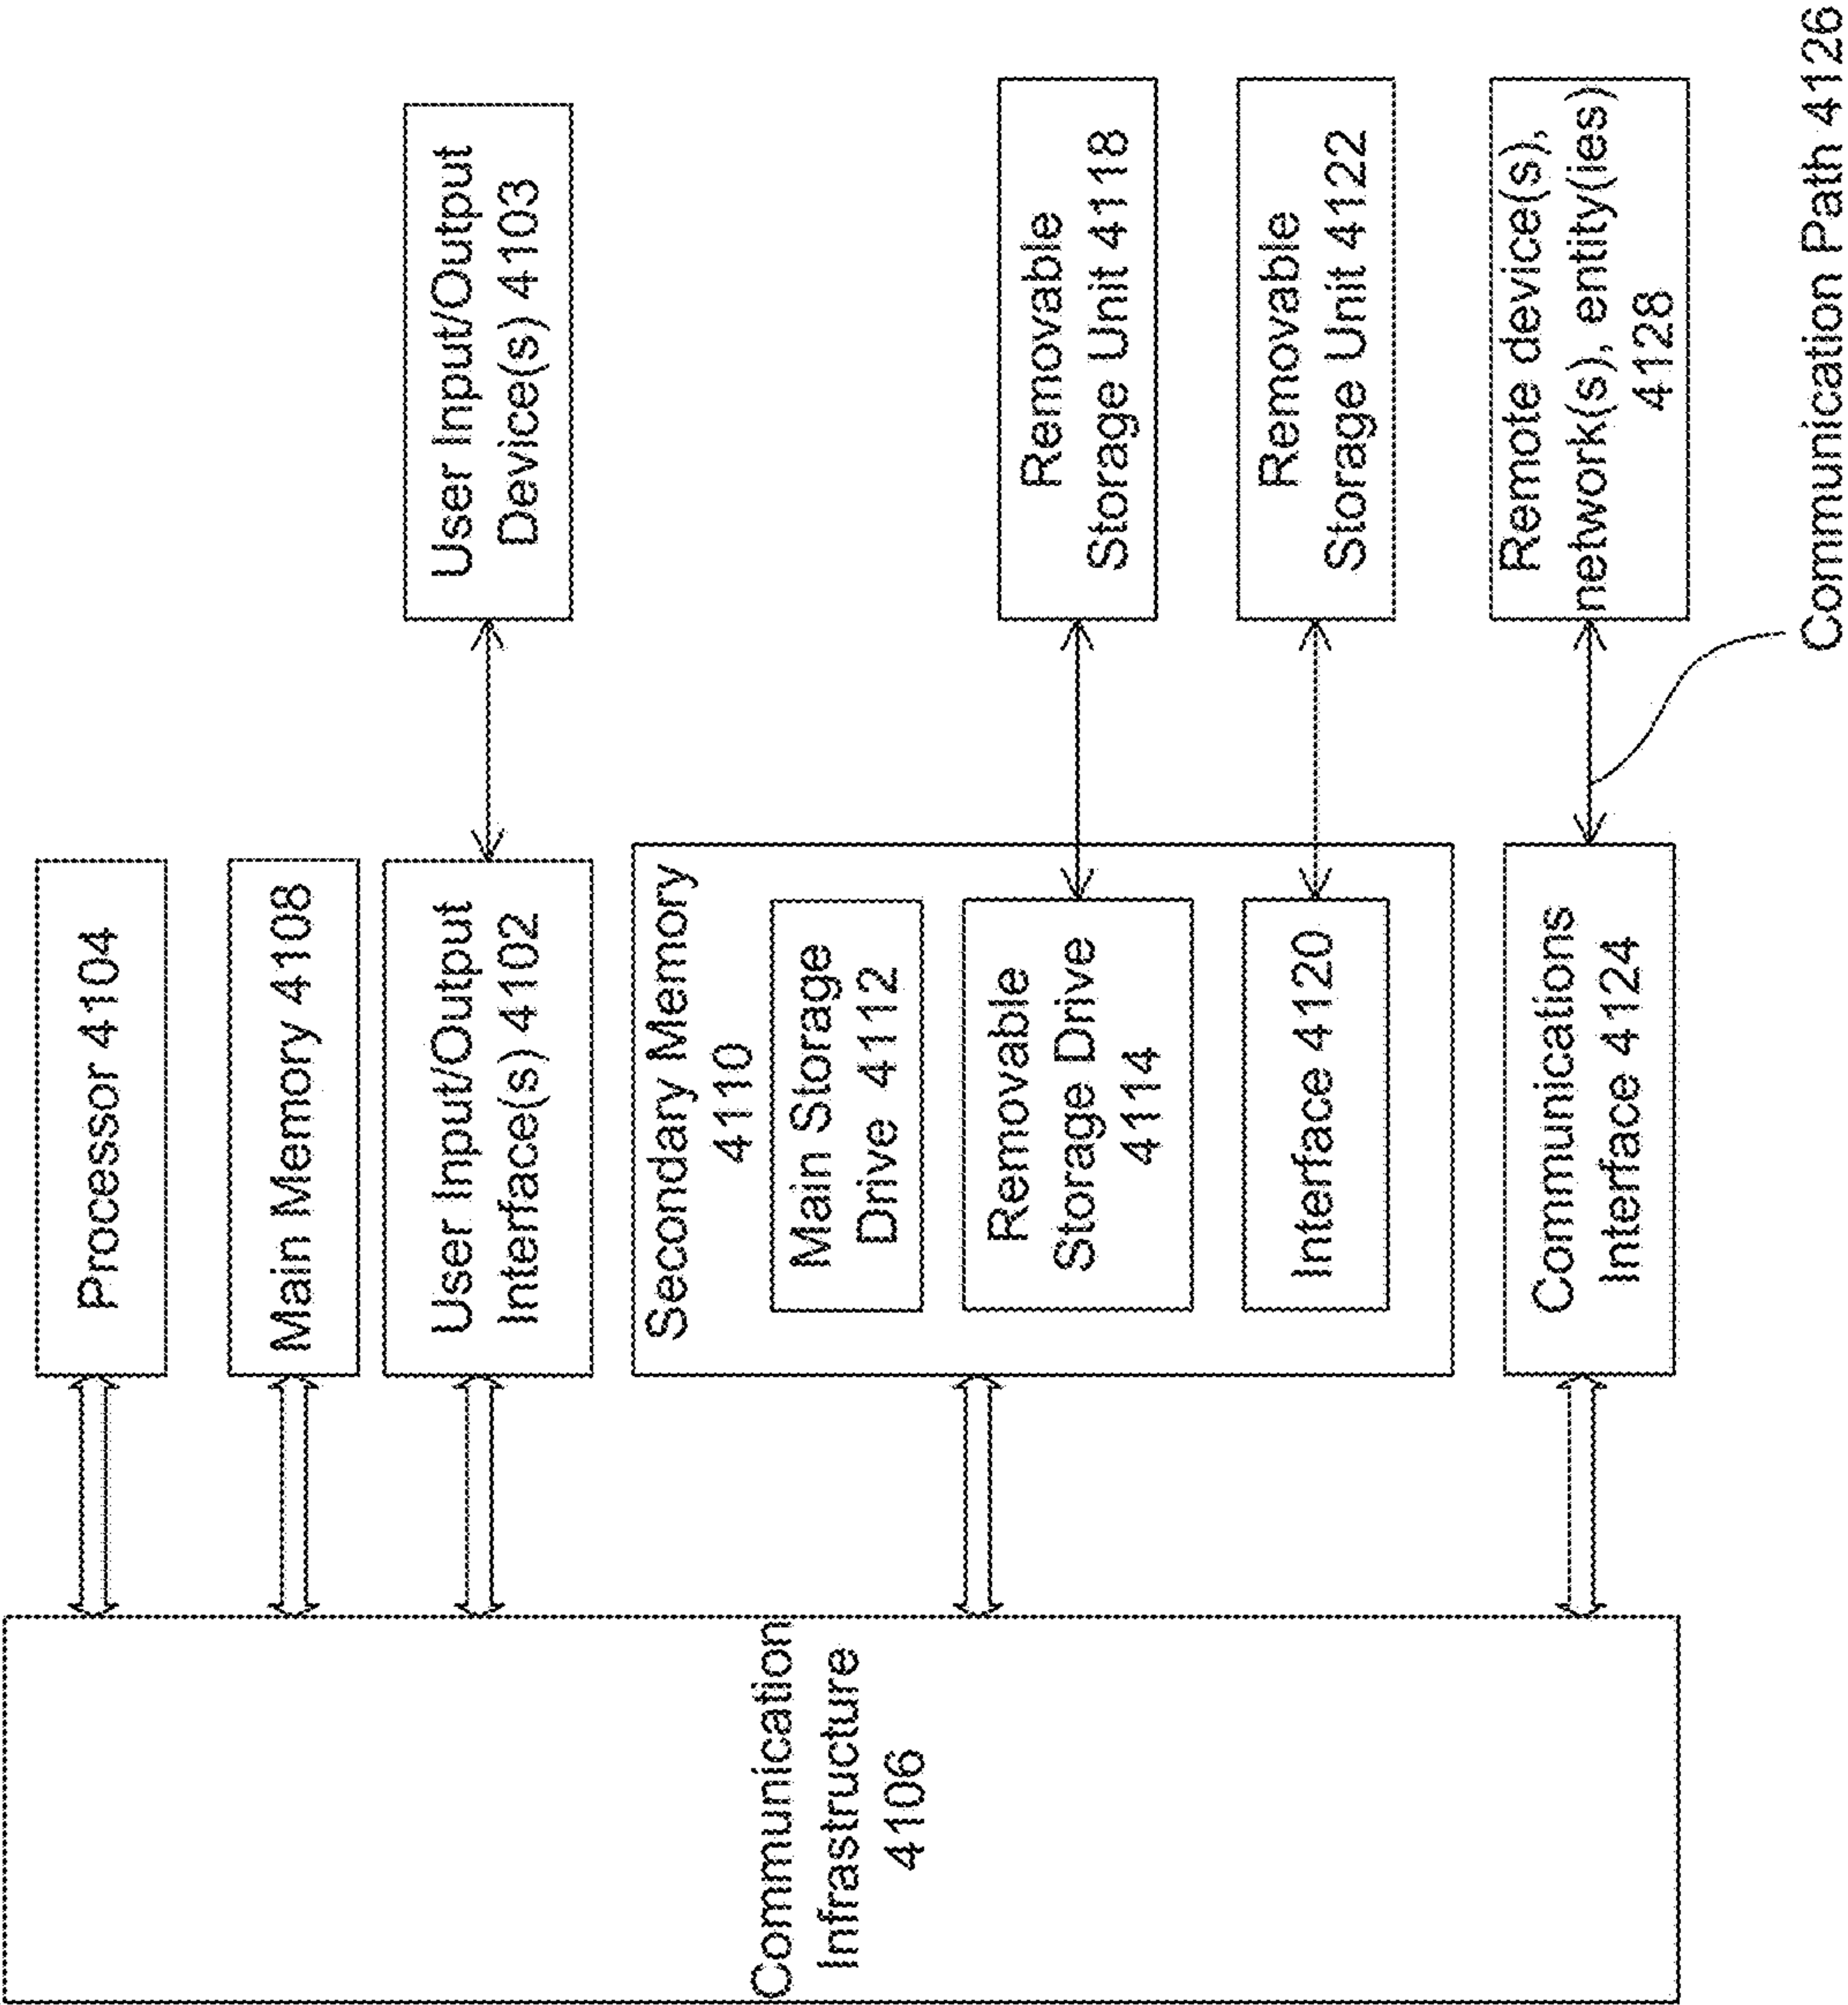 Processor 4104
Main Memory 4108
User Input/Output
Interface(s) 4102
User Input/Output
Device(s) 4103
Secondary Memory
4110
Main Storage
Drive 4112
Removable
Storage Drive
4114
Interface 4120
Removable
Storage Unit 4118
Removable
Storage Unit 4122
Communications
Interface 4124
Remote device(s),
network(s), entity(ies)
4128
Communication Path 4126
Communication
Infrastructure
4106